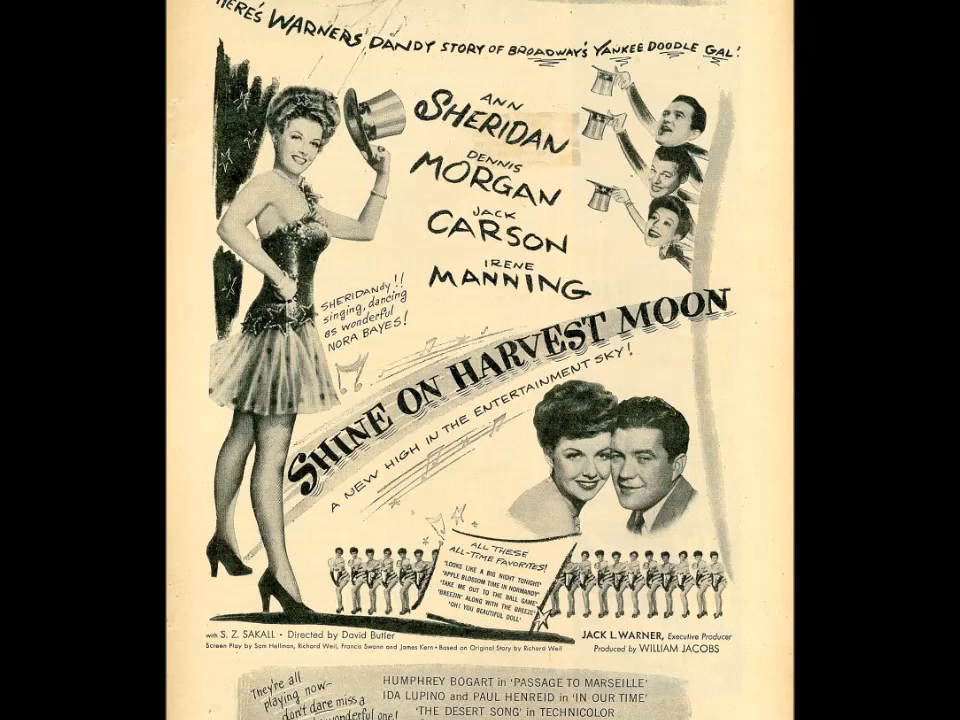 HERE'S WARNERS' DANDY STORY OF BROADWAY'S YANKEE DOODLE GAL!
ANN
SHERIDAN
DENNIS
MORGAN
JACK
CARSON
IRENE
MANNING
SHERIDANdy!!
singing, dancing
as wonderful
NORA BAYES!
SHINE ON HARVEST MOON
A NEW HIGH IN THE ENTERTAINMENT SKY!
ALL THESE
ALL-TIME FAVORITES!
'LOOKS LIKE A BIG NIGHT TONIGHT'
'APPLE BLOSSOM TIME IN NORMANDY'
'TAKE ME OUT TO THE BALL GAME'
'BREEZIN' ALONG WITH THE BREEZE'
'OH! YOU BEAUTIFUL DOLL'
with S. Z. SAKALL • Directed by David Butler
Screen Play by Sam Hellman, Richard Weil, Francis Swann and James Kern • Based on Original Story by Richard Weil
JACK L. WARNER, Executive Producer
Produced by WILLIAM JACOBS
They're all
playing now—
don't dare miss a
wonderful one!
HUMPHREY BOGART in 'PASSAGE TO MARSEILLE'
IDA LUPINO and PAUL HENREID in 'IN OUR TIME'
'THE DESERT SONG' in TECHNICOLOR